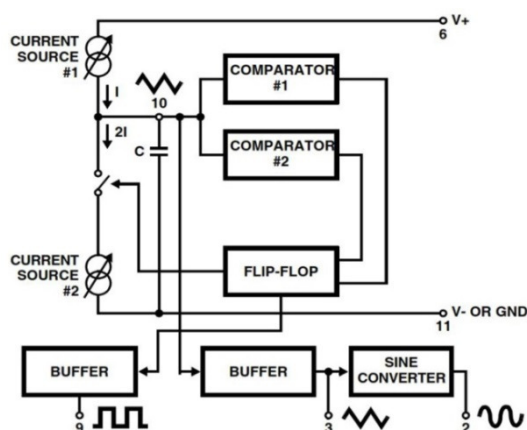 V+
6
CURRENT
SOURCE
#1
I
10
COMPARATOR
#1
2I
C
COMPARATOR
#2
CURRENT
SOURCE
#2
FLIP-FLOP
V- OR GND
11
BUFFER
BUFFER
SINE
CONVERTER
9
3
2